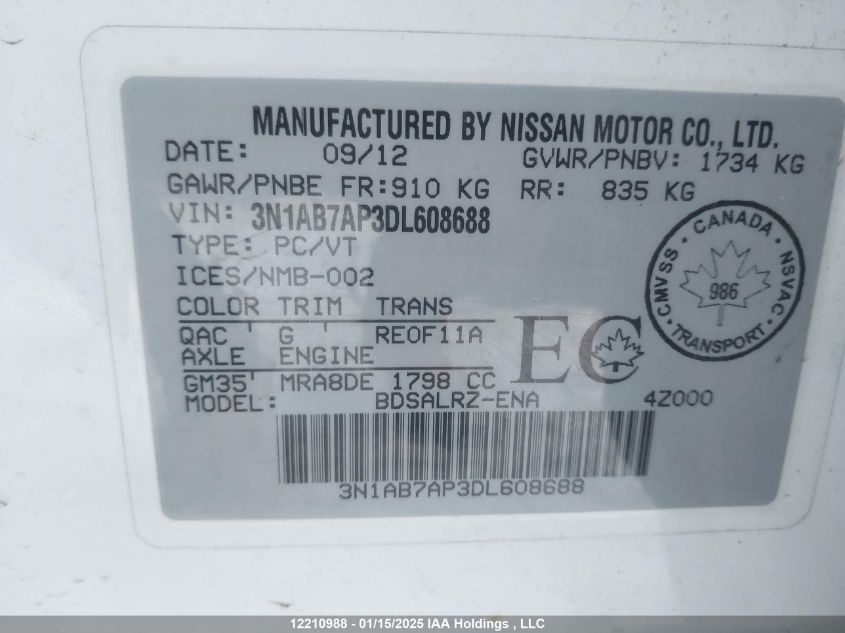 MANUFACTURED BY NISSAN MOTOR CO., LTD.
DATE: 09/12 GVWR/PNBV: 1734 KG
GAWR/PNBE FR:910 KG RR: 835 KG
VIN: 3N1AB7AP3DL608688
TYPE: PC/VT
ICES/NMB-002
COLOR TRIM TRANS
QAC ' G ' RE0F11A
AXLE ENGINE
GM35' MRA8DE 1798 CC
MODEL: BDSALRZ-ENA 4Z000
EC
CANADA
CMVSS · NSVAC
986
TRANSPORT
3N1AB7AP3DL608688
12210988 - 01/15/2025 IAA Holdings , LLC